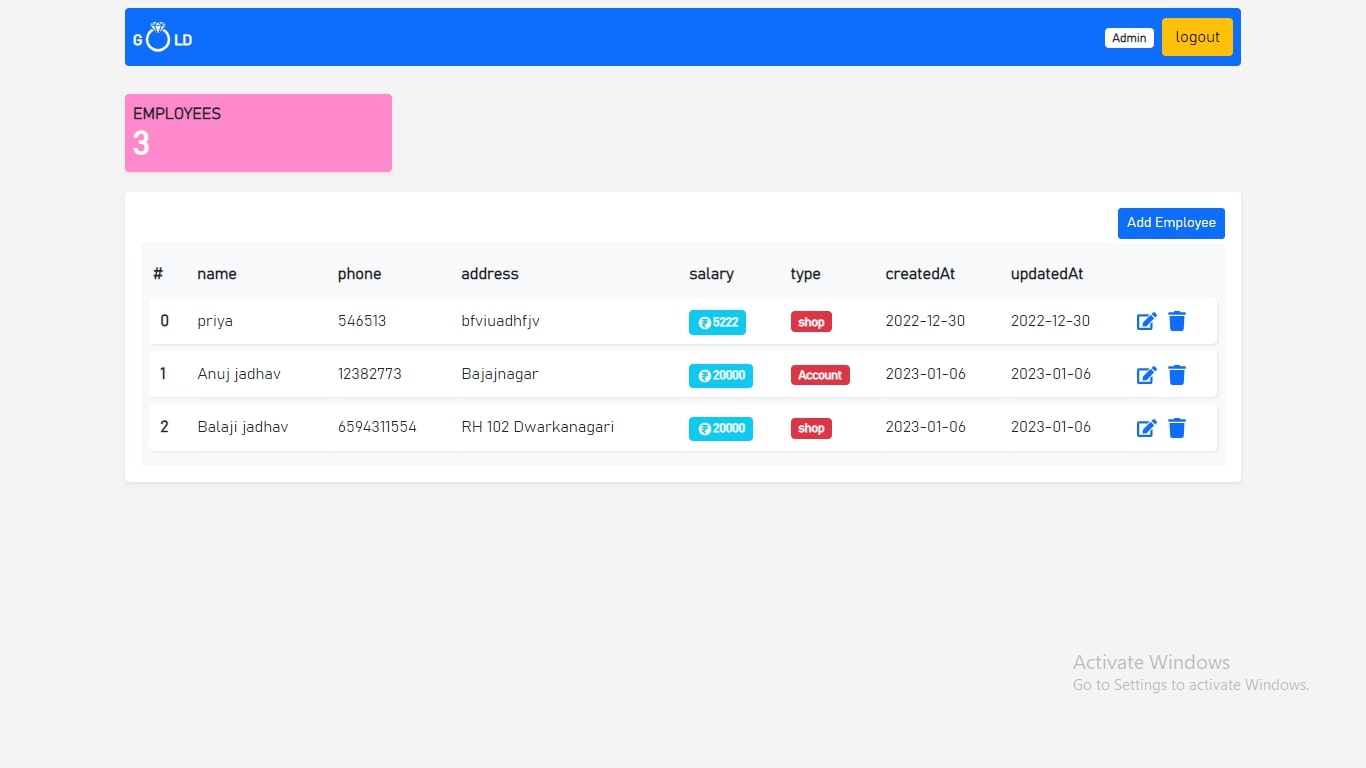 G LD Admin logout
EMPLOYEES
3
Add Employee
# name phone address salary type createdAt updatedAt
0 priya 546513 bfviuadhfjv ₹ 5222 shop 2022-12-30 2022-12-30
1 Anuj jadhav 12382773 Bajajnagar ₹ 20000 Account 2023-01-06 2023-01-06
2 Balaji jadhav 6594311554 RH 102 Dwarkanagari ₹ 20000 shop 2023-01-06 2023-01-06
Activate Windows
Go to Settings to activate Windows.